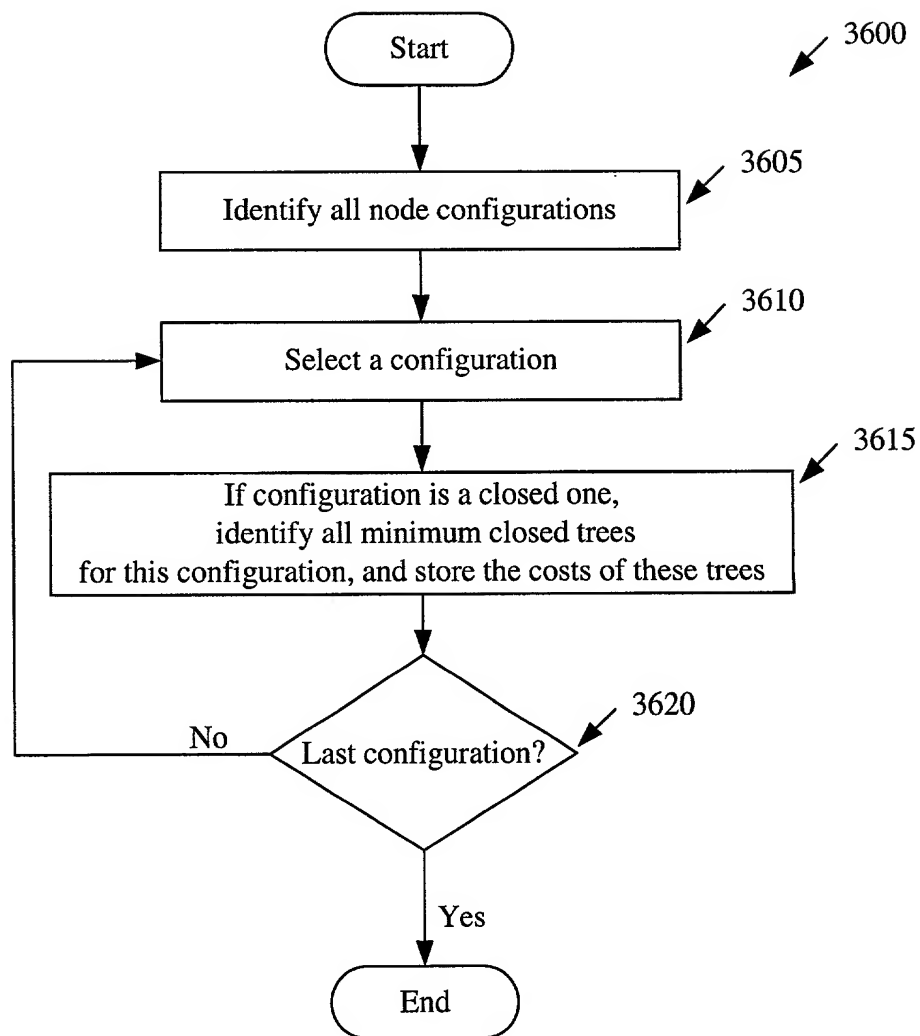 Start
3600
3605
Identify all node configurations
3610
Select a configuration
3615
If configuration is a closed one,
identify all minimum closed trees
for this configuration, and store the costs of these trees
3620
No
Last configuration?
Yes
End